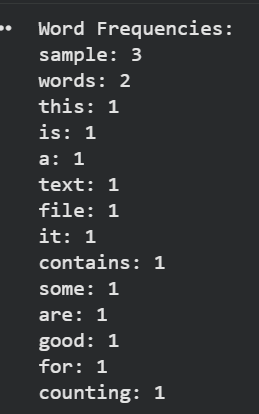 Word Frequencies:
sample: 3
words: 2
this: 1
is: 1
a: 1
text: 1
file: 1
it: 1
contains: 1
some: 1
are: 1
good: 1
for: 1
counting: 1